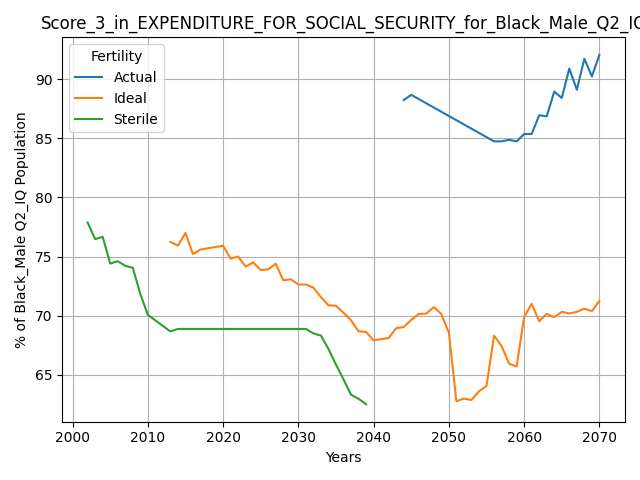 Score_3_in_EXPENDITURE_FOR_SOCIAL_SECURITY_for_Black_Male_Q2_IQ
Fertility
Actual
Ideal
Sterile
% of Black_Male Q2_IQ Population
90
85
80
75
70
65
2000 2010 2020 2030 2040 2050 2060 2070
Years